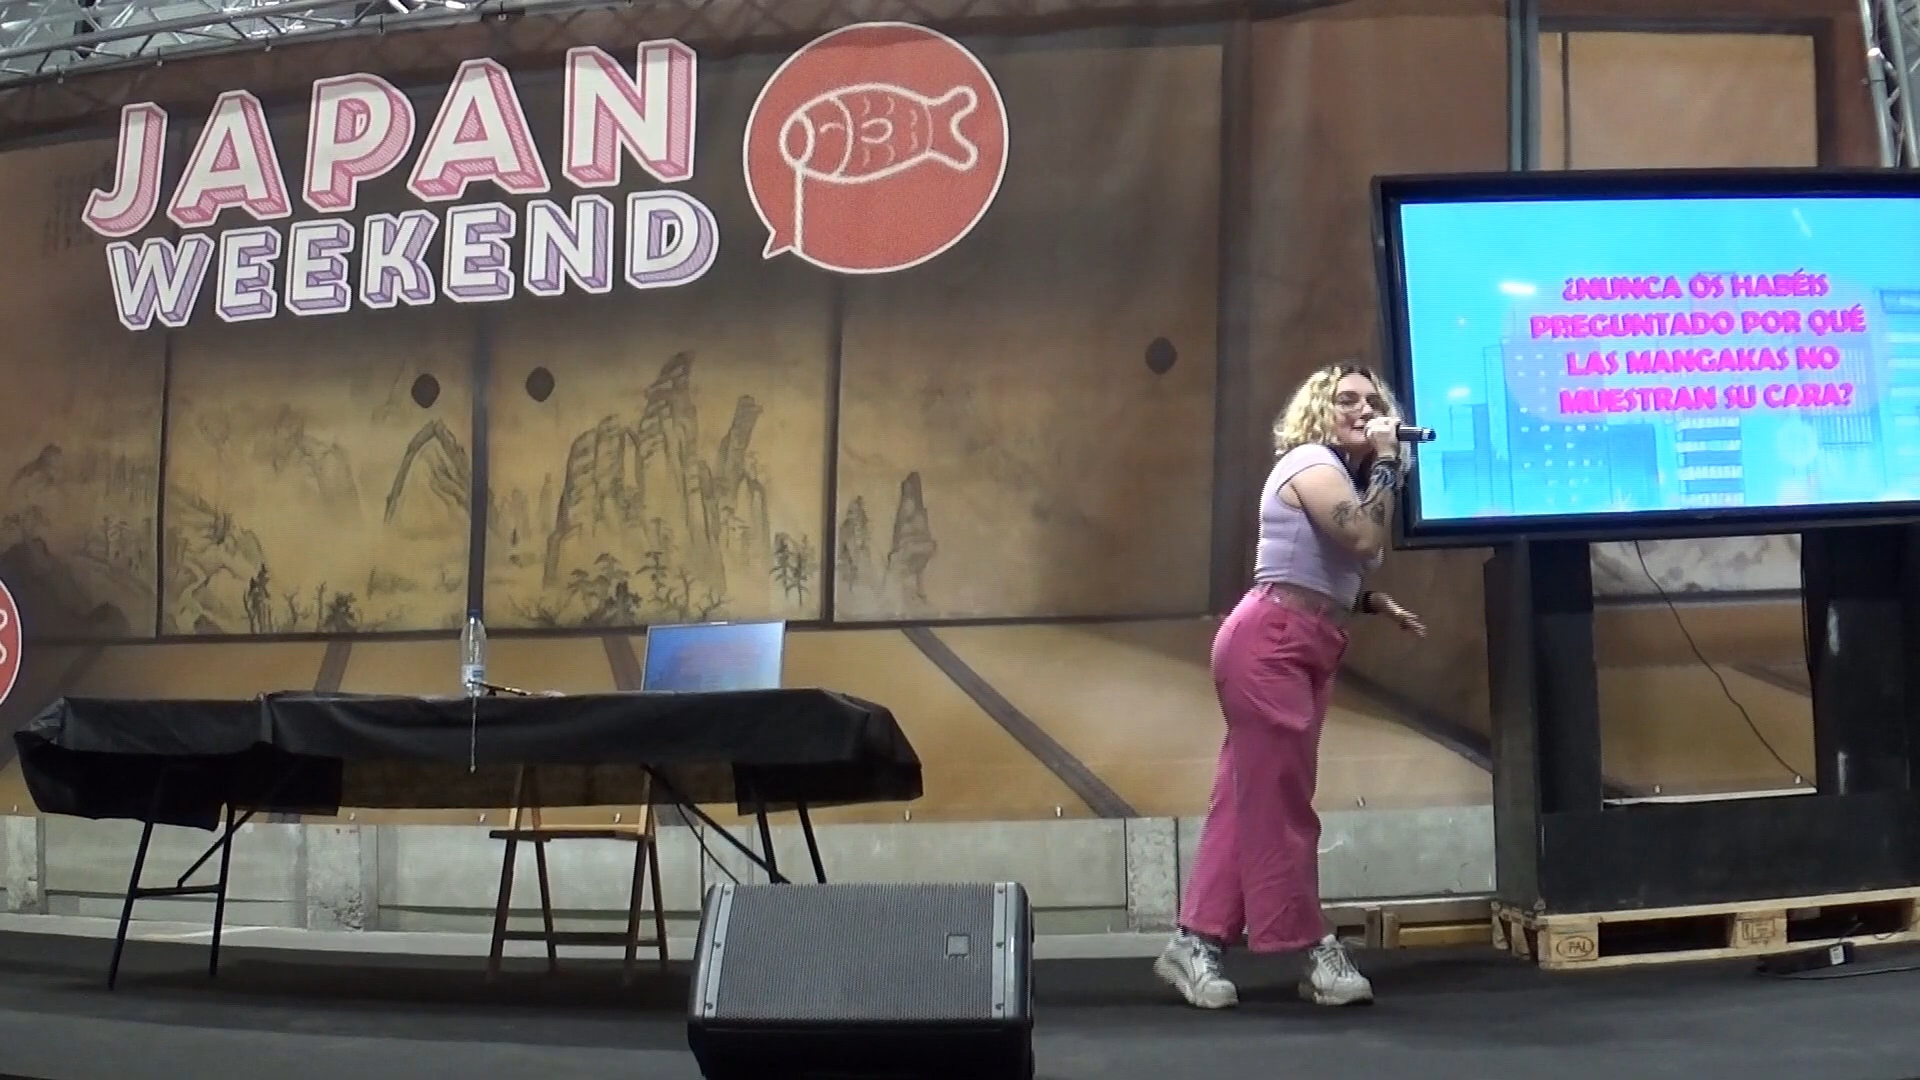 JAPAN
WEEKEND
¿NUNCA OS HABÉIS
PREGUNTADO POR QUÉ
LAS MANGAKAS NO
MUESTRAN SU CARA?